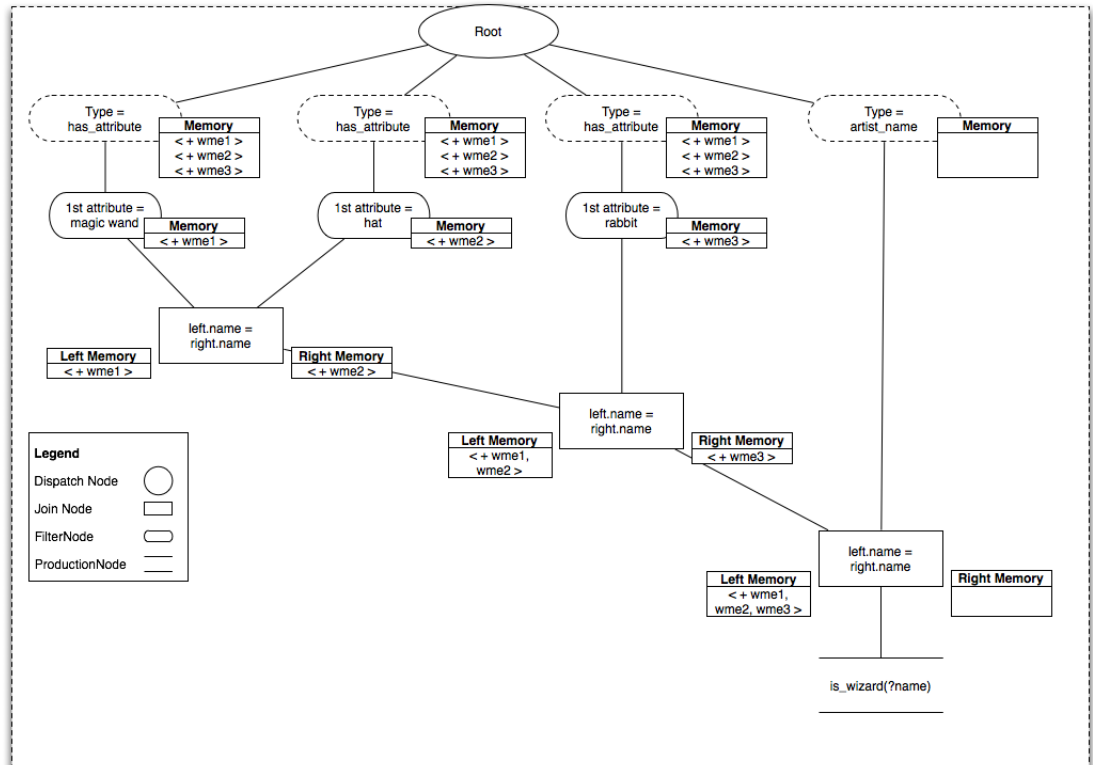 Root
Type =
has_attribute
Memory
< + wme1 >
< + wme2 >
< + wme3 >
Type =
has_attribute
Memory
< + wme1 >
< + wme2 >
< + wme3 >
Type =
has_attribute
Memory
< + wme1 >
< + wme2 >
< + wme3 >
Type =
artist_name
Memory
1st attribute =
magic wand
Memory
< + wme1 >
1st attribute =
hat
Memory
< + wme2 >
1st attribute =
rabbit
Memory
< + wme3 >
left.name =
right.name
Left Memory
< + wme1 >
Right Memory
< + wme2 >
left.name =
right.name
Left Memory
< + wme1,
wme2 >
Right Memory
< + wme3 >
Legend
Dispatch Node
Join Node
FilterNode
ProductionNode
left.name =
right.name
Left Memory
< + wme1,
wme2, wme3 >
Right Memory
is_wizard(?name)